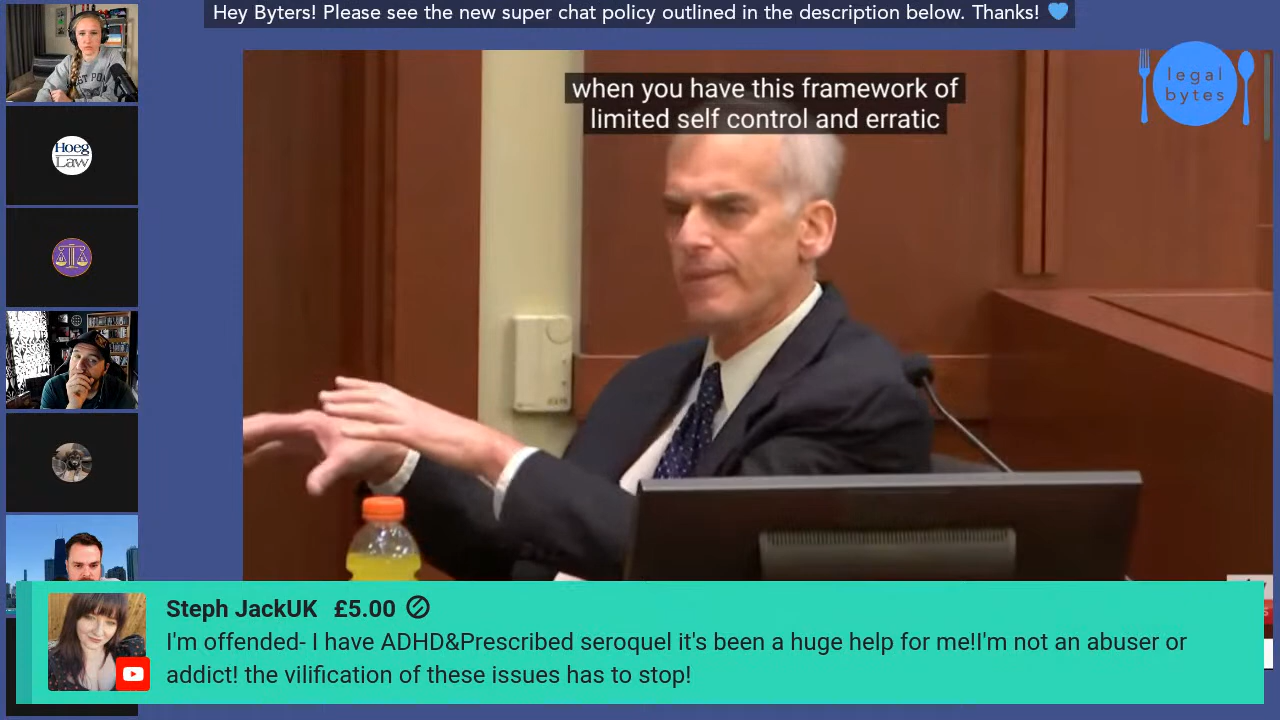 Hey Byters! Please see the new super chat policy outlined in the description below. Thanks! 💙
legal
bytes
when you have this framework of
limited self control and erratic
Hoeg
Law
Steph JackUK £5.00
I'm offended- I have ADHD&Prescribed seroquel it's been a huge help for me!I'm not an abuser or
addict! the vilification of these issues has to stop!